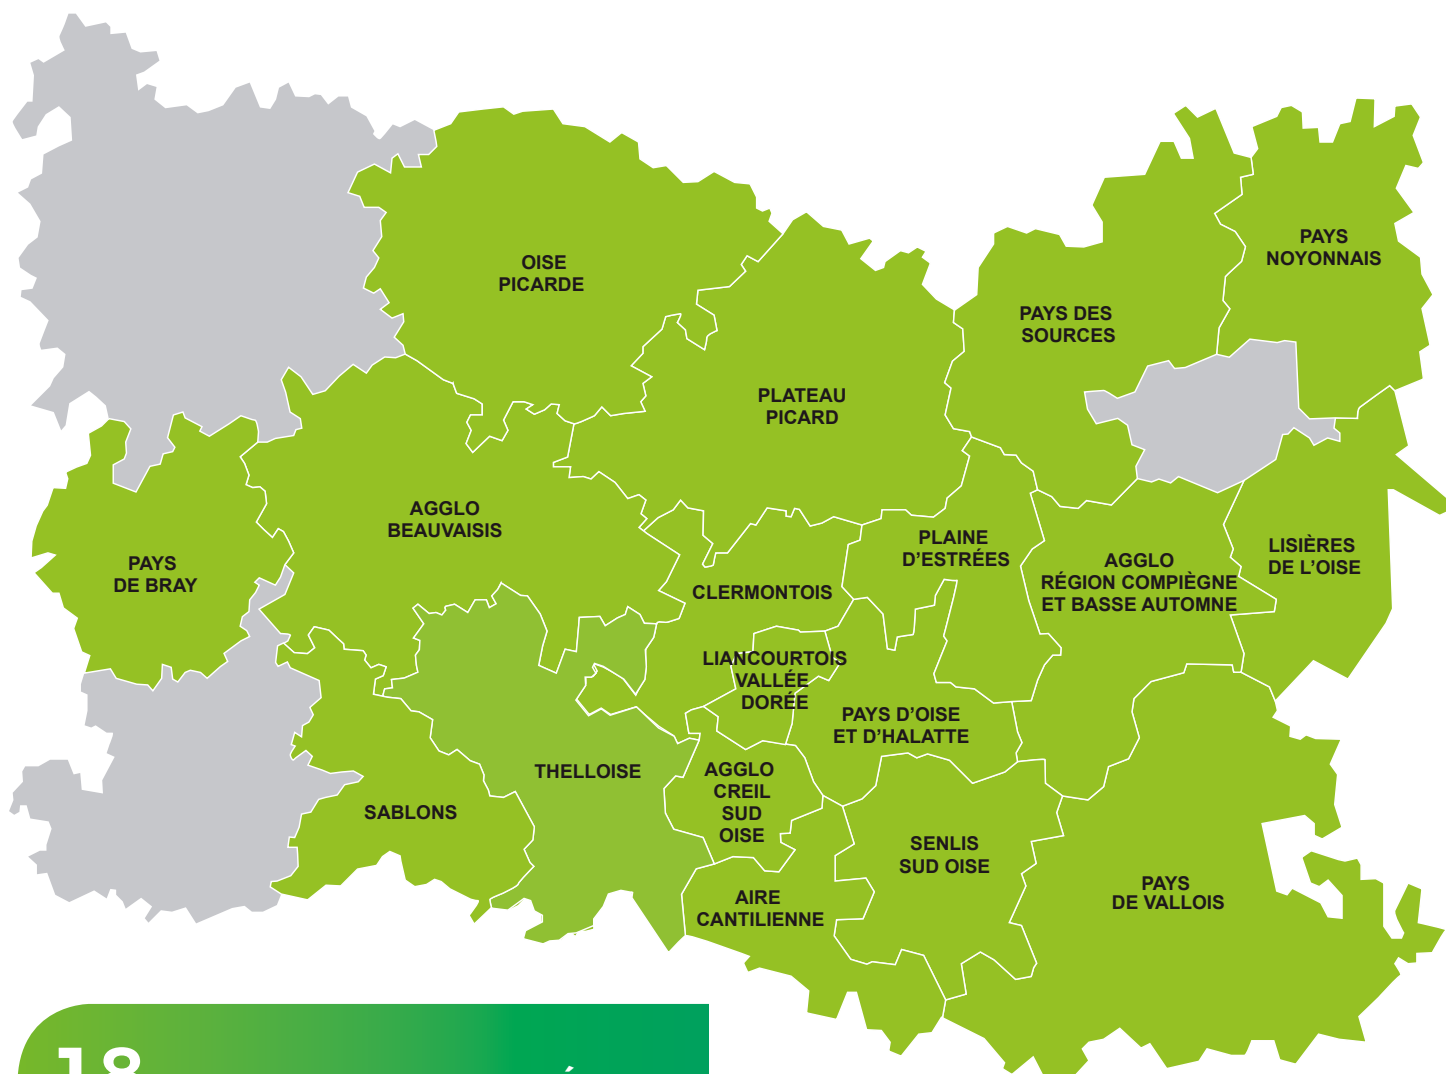 OISE
PICARDE
PAYS
NOYONNAIS
PAYS DES
SOURCES
PLATEAU
PICARD
AGGLO
BEAUVAISIS
PLAINE
D’ESTRÉES
LISIÈRES
DE L’OISE
AGGLO
RÉGION COMPIÈGNE
ET BASSE AUTOMNE
PAYS
DE BRAY
CLERMONTOIS
LIANCOURTOIS
VALLÉE
DORÉE
PAYS D’OISE
ET D’HALATTE
THELLOISE
AGGLO
CREIL
SUD
OISE
SABLONS
SENLIS
SUD OISE
PAYS
DE VALLOIS
AIRE
CANTILIENNE
18